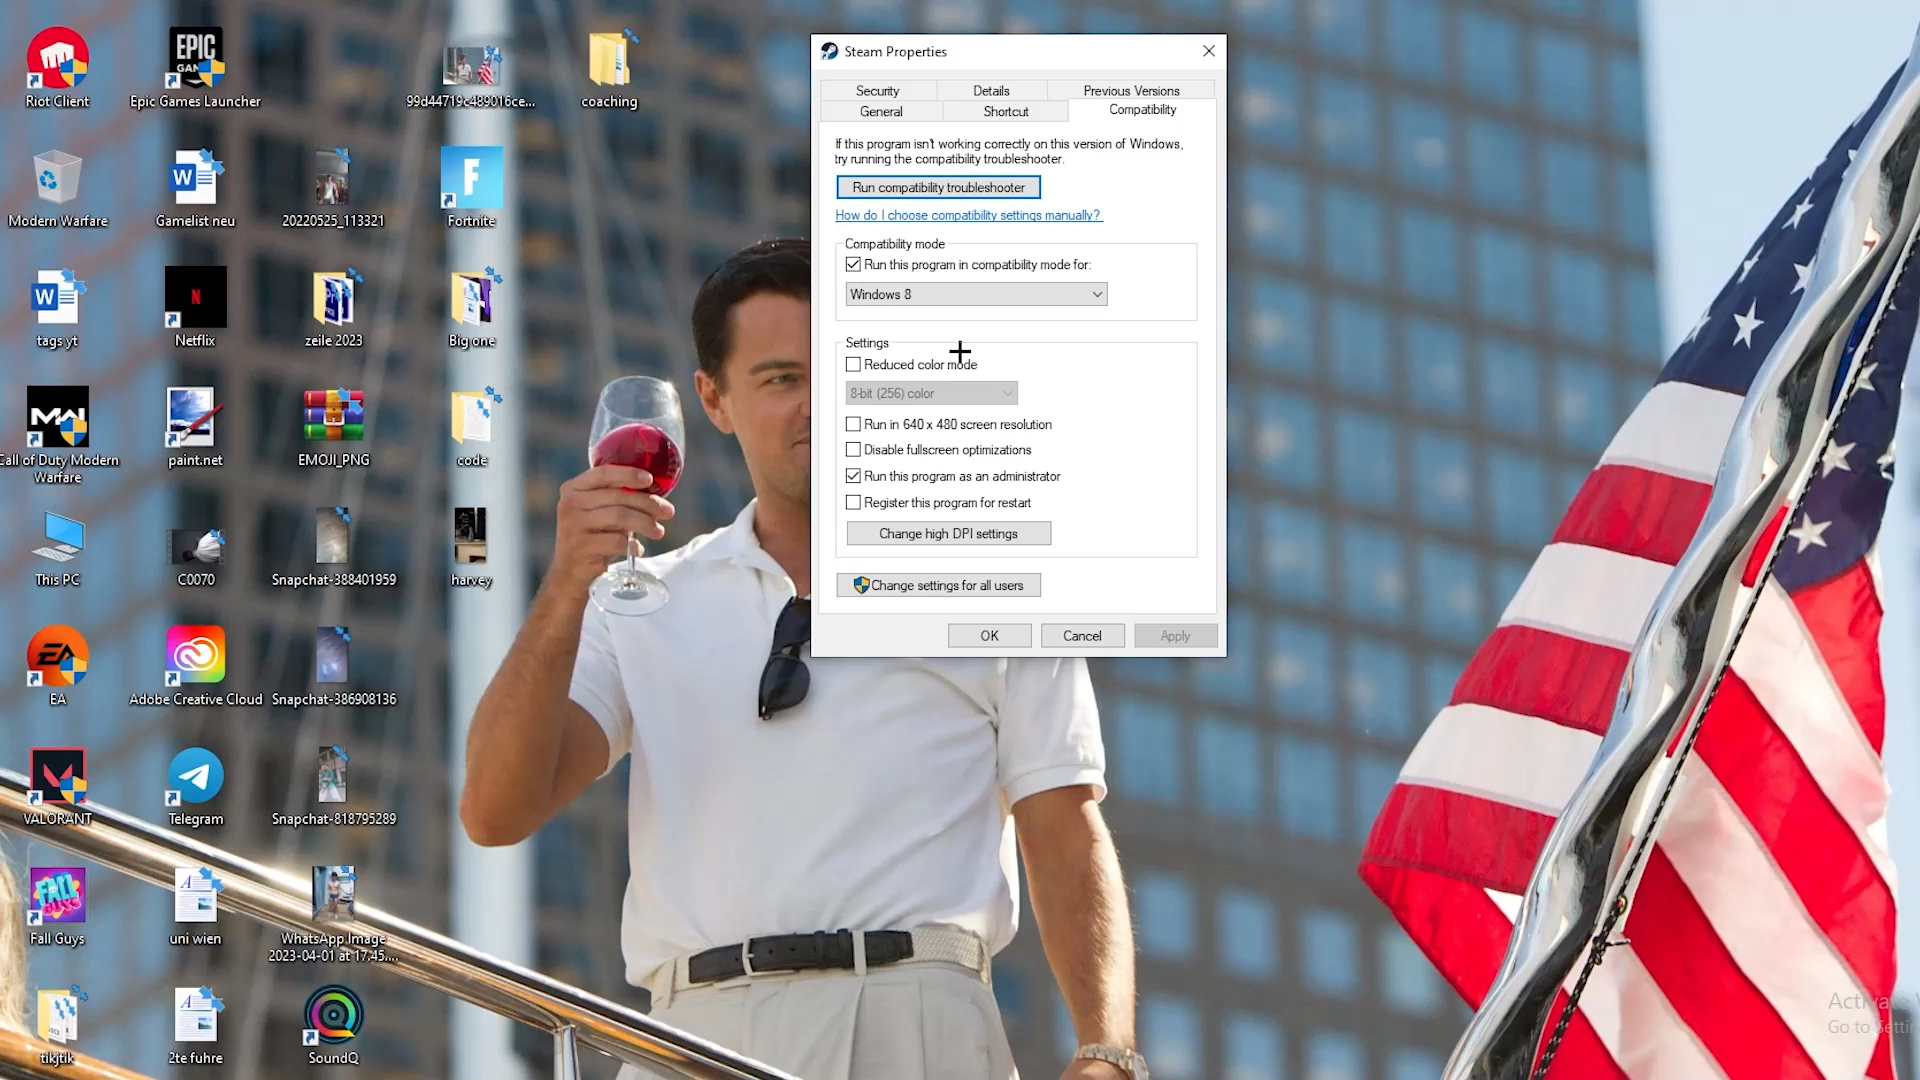 Riot Client
EPIC
GAMES
Epic Games Launcher
99d44719c489016ce...
coaching
Modern Warfare
Gamelist neu
20220525_113321
Fortnite
tags yt
Netflix
zeile 2023
Big one
Call of Duty Modern
Warfare
paint.net
EMOJI_PNG
code
This PC
C0070
Snapchat-388401959
harvey
EA
Adobe Creative Cloud
Snapchat-386908136
VALORANT
Telegram
Snapchat-818795289
FALL
GUYS
Fall Guys
uni wien
WhatsApp Image
2023-04-01 at 17.45....
tikjtik
2te fuhre
SoundQ
Steam Properties
Security
Details
Previous Versions
General
Shortcut
Compatibility
If this program isn't working correctly on this version of Windows,
try running the compatibility troubleshooter.
Run compatibility troubleshooter
How do I choose compatibility settings manually?
Compatibility mode
Run this program in compatibility mode for:
Windows 8
Settings
Reduced color mode
8-bit (256) color
Run in 640 x 480 screen resolution
Disable fullscreen optimizations
Run this program as an administrator
Register this program for restart
Change high DPI settings
Change settings for all users
OK
Cancel
Apply
Activate
Go to